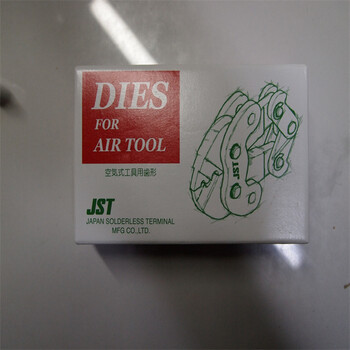 DIES
FOR
AIR TOOL
空気式工具用歯形
JST
JAPAN SOLDERLESS TERMINAL
MFG CO.,LTD.
JST